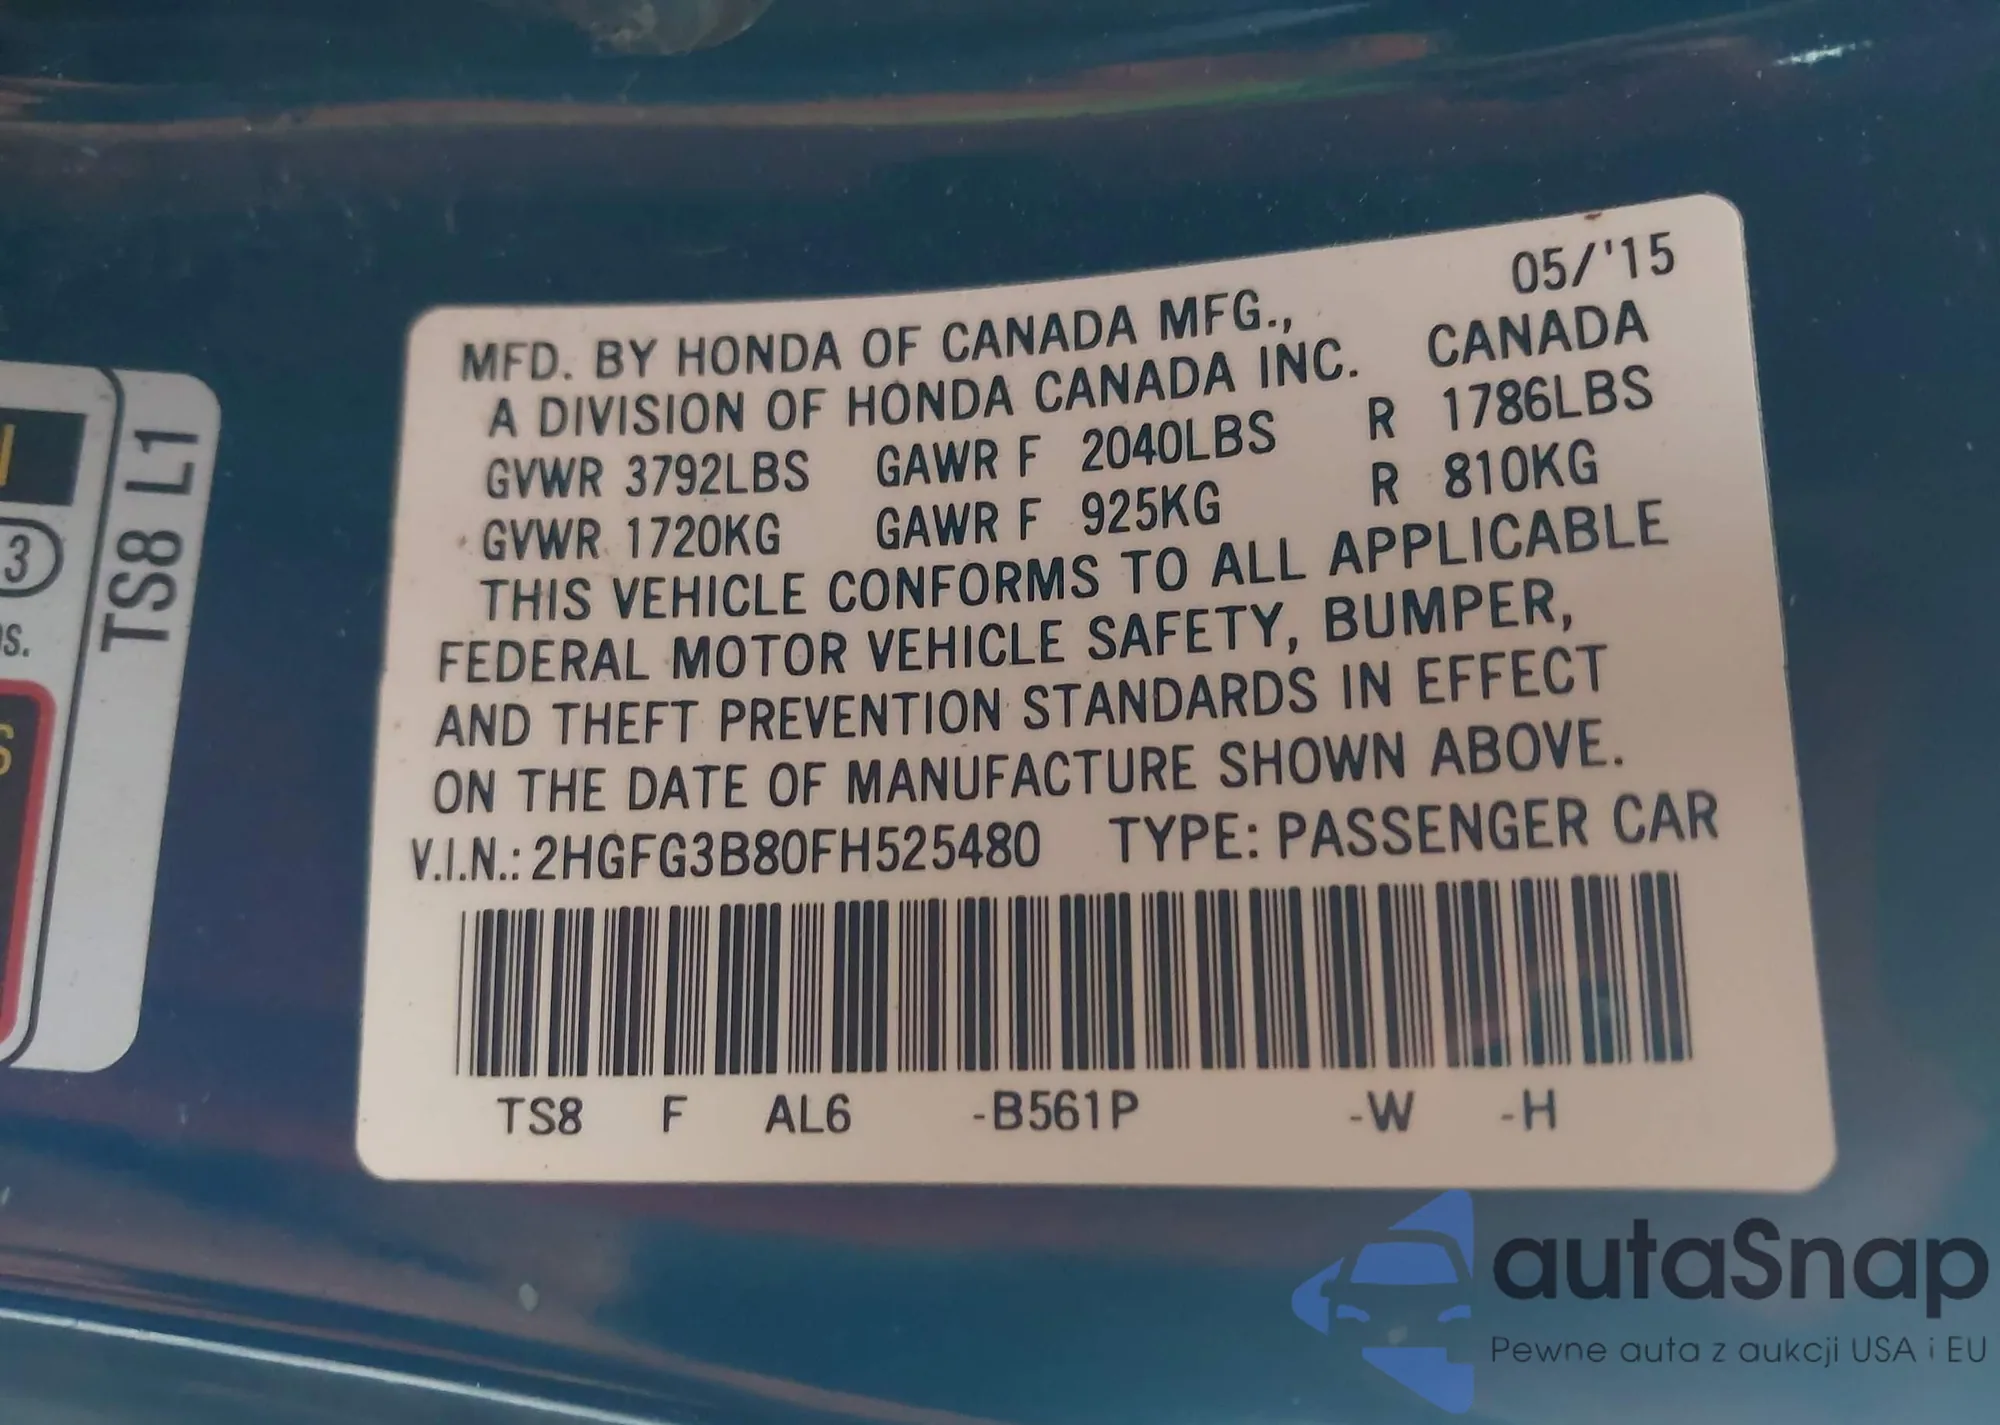 05/'15
MFD. BY HONDA OF CANADA MFG.,
A DIVISION OF HONDA CANADA INC. CANADA
GVWR 3792LBS GAWR F 2040LBS R 1786LBS
GVWR 1720KG GAWR F 925KG R 810KG
THIS VEHICLE CONFORMS TO ALL APPLICABLE
FEDERAL MOTOR VEHICLE SAFETY, BUMPER,
AND THEFT PREVENTION STANDARDS IN EFFECT
ON THE DATE OF MANUFACTURE SHOWN ABOVE.
V.I.N.: 2HGFG3B80FH525480 TYPE: PASSENGER CAR
TS8 F AL6 -B561P -W -H
TS8 L1
3
autaSnap
Pewne auta z aukcji USA i EU